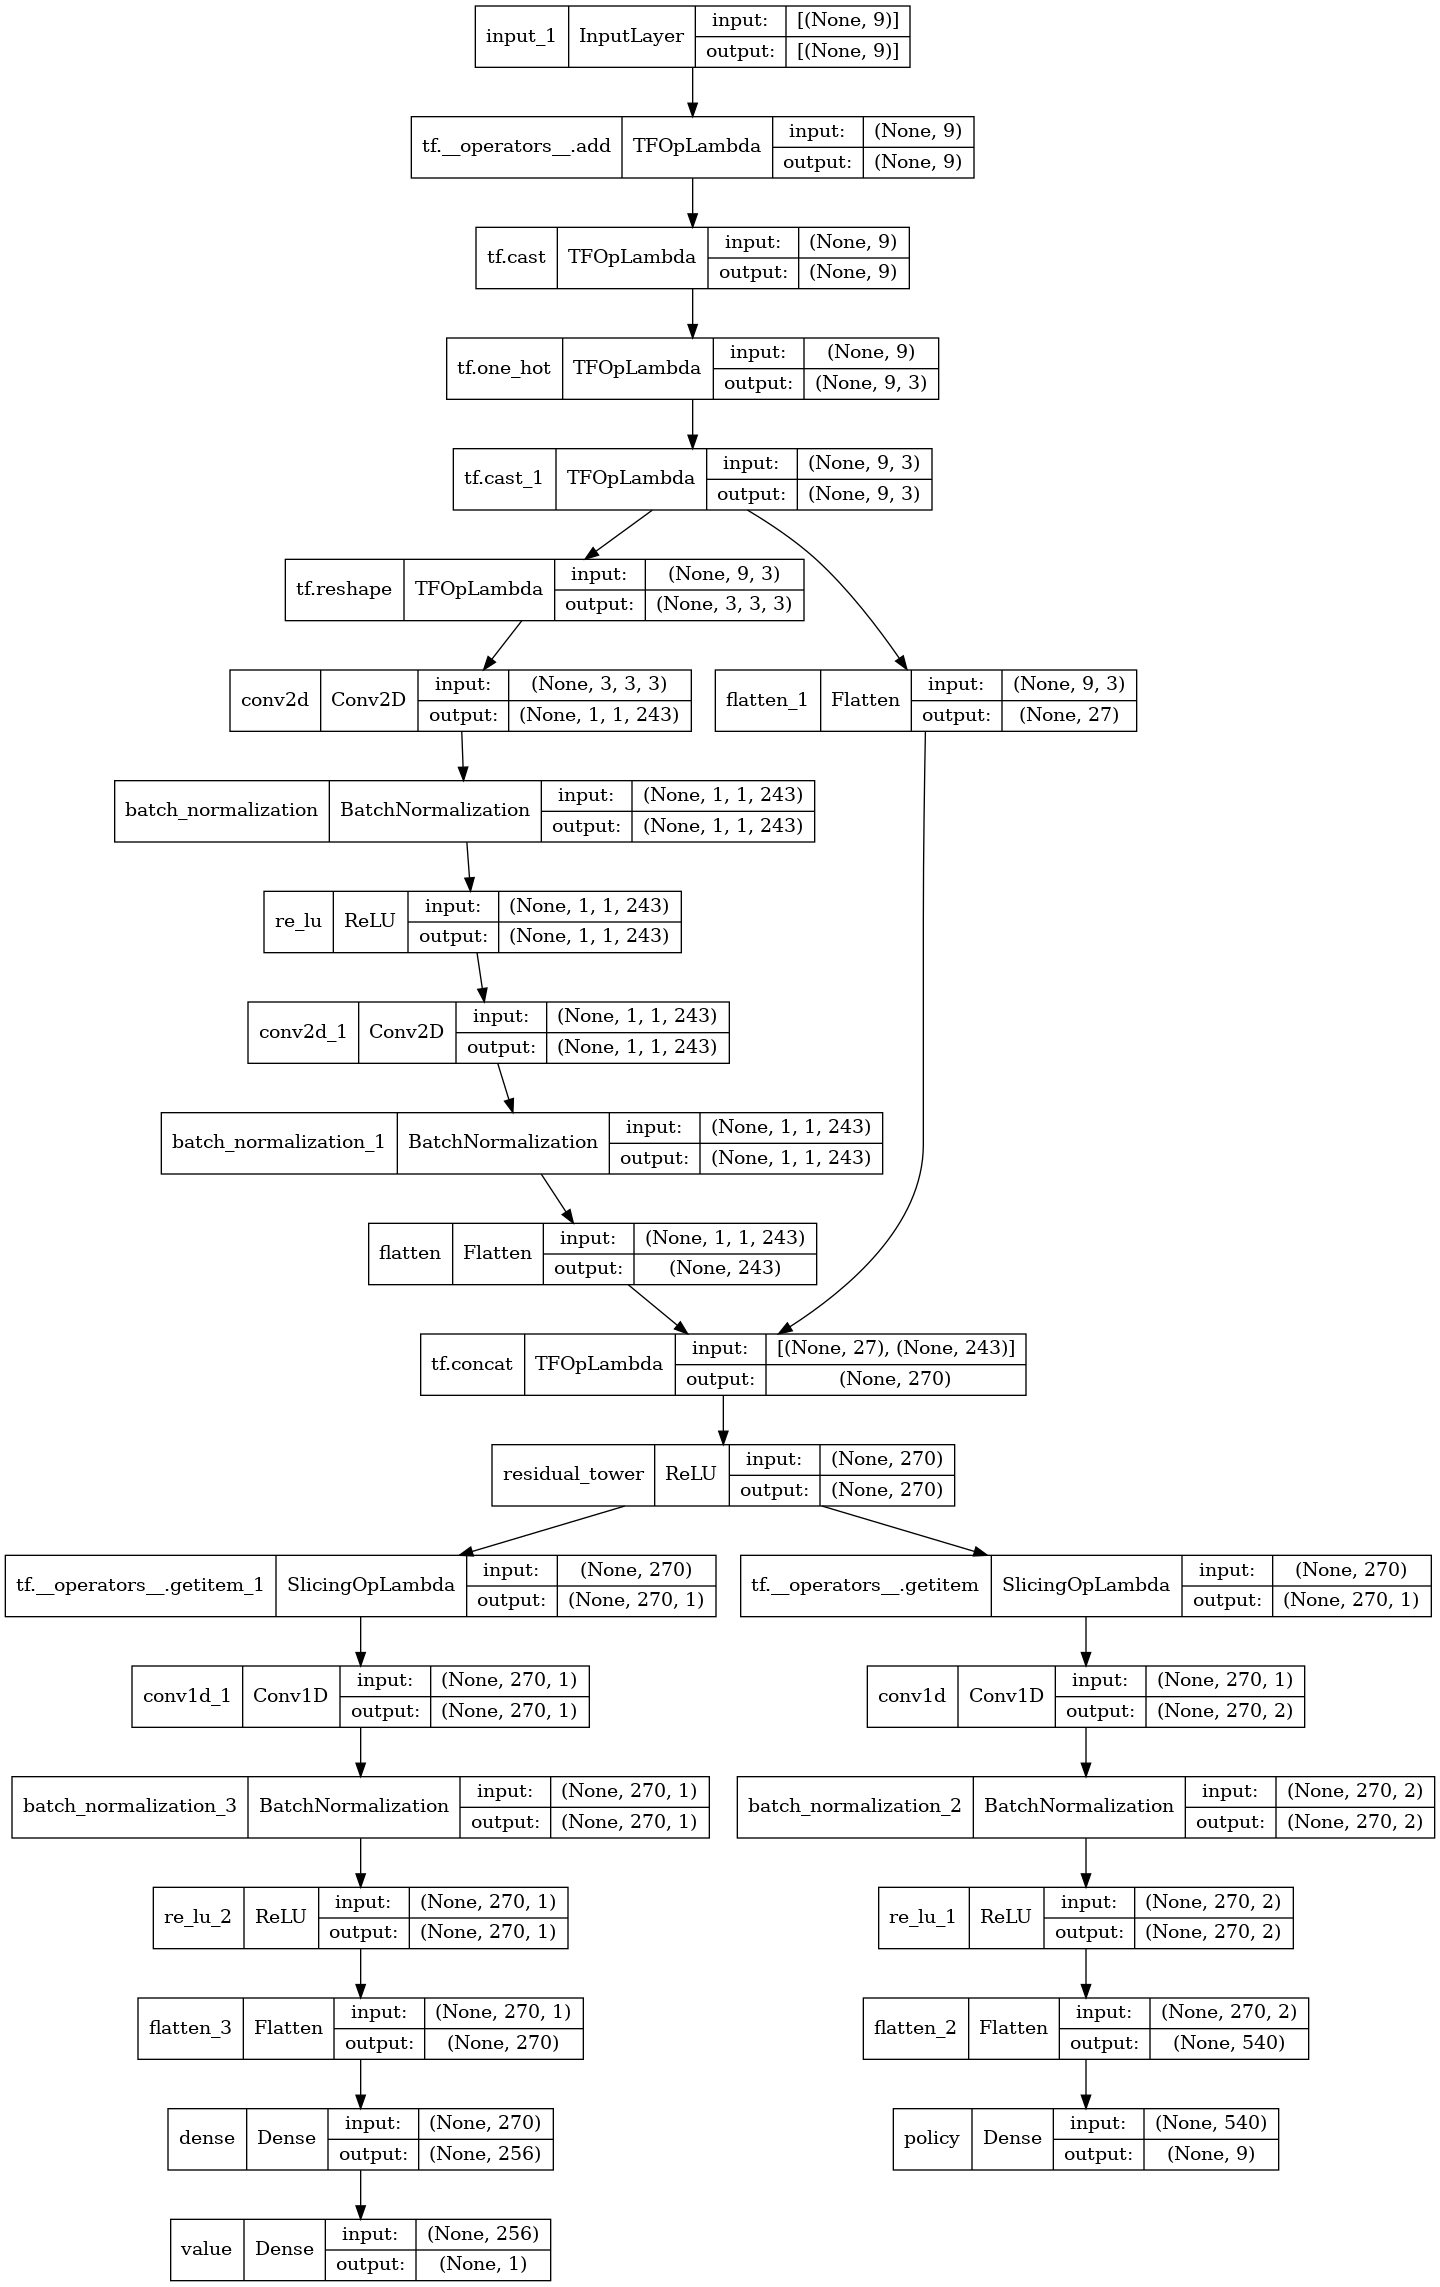 input_1 InputLayer input: [(None, 9)]
output: [(None, 9)]
tf.__operators__.add TFOpLambda input: (None, 9)
output: (None, 9)
tf.cast TFOpLambda input: (None, 9)
output: (None, 9)
tf.one_hot TFOpLambda input: (None, 9)
output: (None, 9, 3)
tf.cast_1 TFOpLambda input: (None, 9, 3)
output: (None, 9, 3)
tf.reshape TFOpLambda input: (None, 9, 3)
output: (None, 3, 3, 3)
conv2d Conv2D input: (None, 3, 3, 3)
output: (None, 1, 1, 243)
flatten_1 Flatten input: (None, 9, 3)
output: (None, 27)
batch_normalization BatchNormalization input: (None, 1, 1, 243)
output: (None, 1, 1, 243)
re_lu ReLU input: (None, 1, 1, 243)
output: (None, 1, 1, 243)
conv2d_1 Conv2D input: (None, 1, 1, 243)
output: (None, 1, 1, 243)
batch_normalization_1 BatchNormalization input: (None, 1, 1, 243)
output: (None, 1, 1, 243)
flatten Flatten input: (None, 1, 1, 243)
output: (None, 243)
tf.concat TFOpLambda input: [(None, 27), (None, 243)]
output: (None, 270)
residual_tower ReLU input: (None, 270)
output: (None, 270)
tf.__operators__.getitem_1 SlicingOpLambda input: (None, 270)
output: (None, 270, 1)
tf.__operators__.getitem SlicingOpLambda input: (None, 270)
output: (None, 270, 1)
conv1d_1 Conv1D input: (None, 270, 1)
output: (None, 270, 1)
conv1d Conv1D input: (None, 270, 1)
output: (None, 270, 2)
batch_normalization_3 BatchNormalization input: (None, 270, 1)
output: (None, 270, 1)
batch_normalization_2 BatchNormalization input: (None, 270, 2)
output: (None, 270, 2)
re_lu_2 ReLU input: (None, 270, 1)
output: (None, 270, 1)
re_lu_1 ReLU input: (None, 270, 2)
output: (None, 270, 2)
flatten_3 Flatten input: (None, 270, 1)
output: (None, 270)
flatten_2 Flatten input: (None, 270, 2)
output: (None, 540)
dense Dense input: (None, 270)
output: (None, 256)
policy Dense input: (None, 540)
output: (None, 9)
value Dense input: (None, 256)
output: (None, 1)